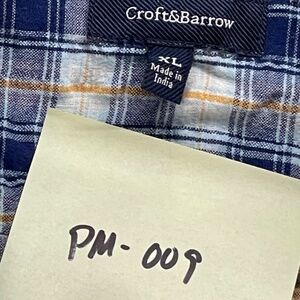 Croft&Barrow
XL
Made in
India
PM-009